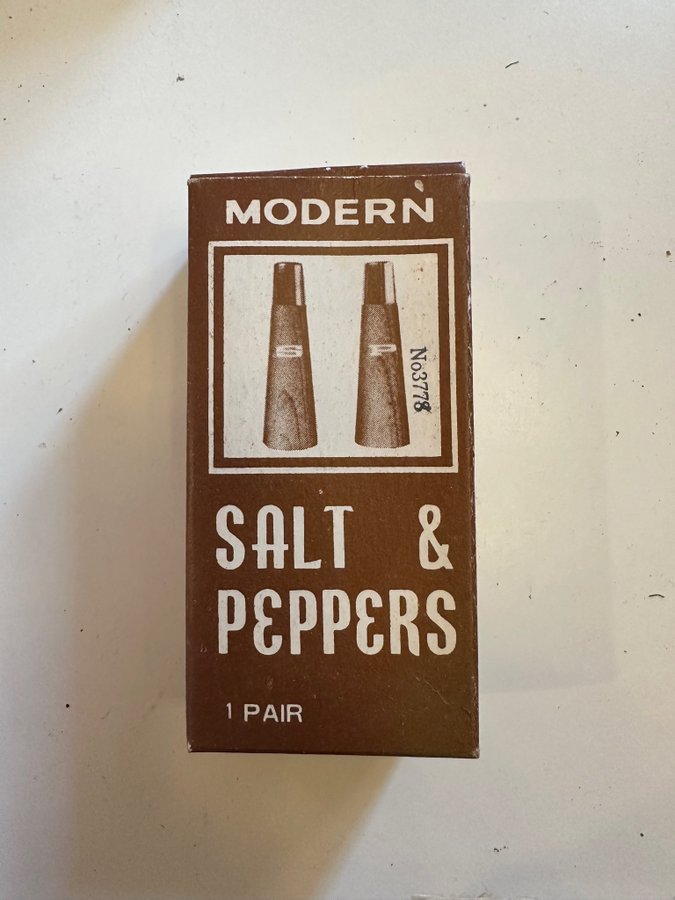 MODERN
S P
No3778
SALT &
PEPPERS
1 PAIR